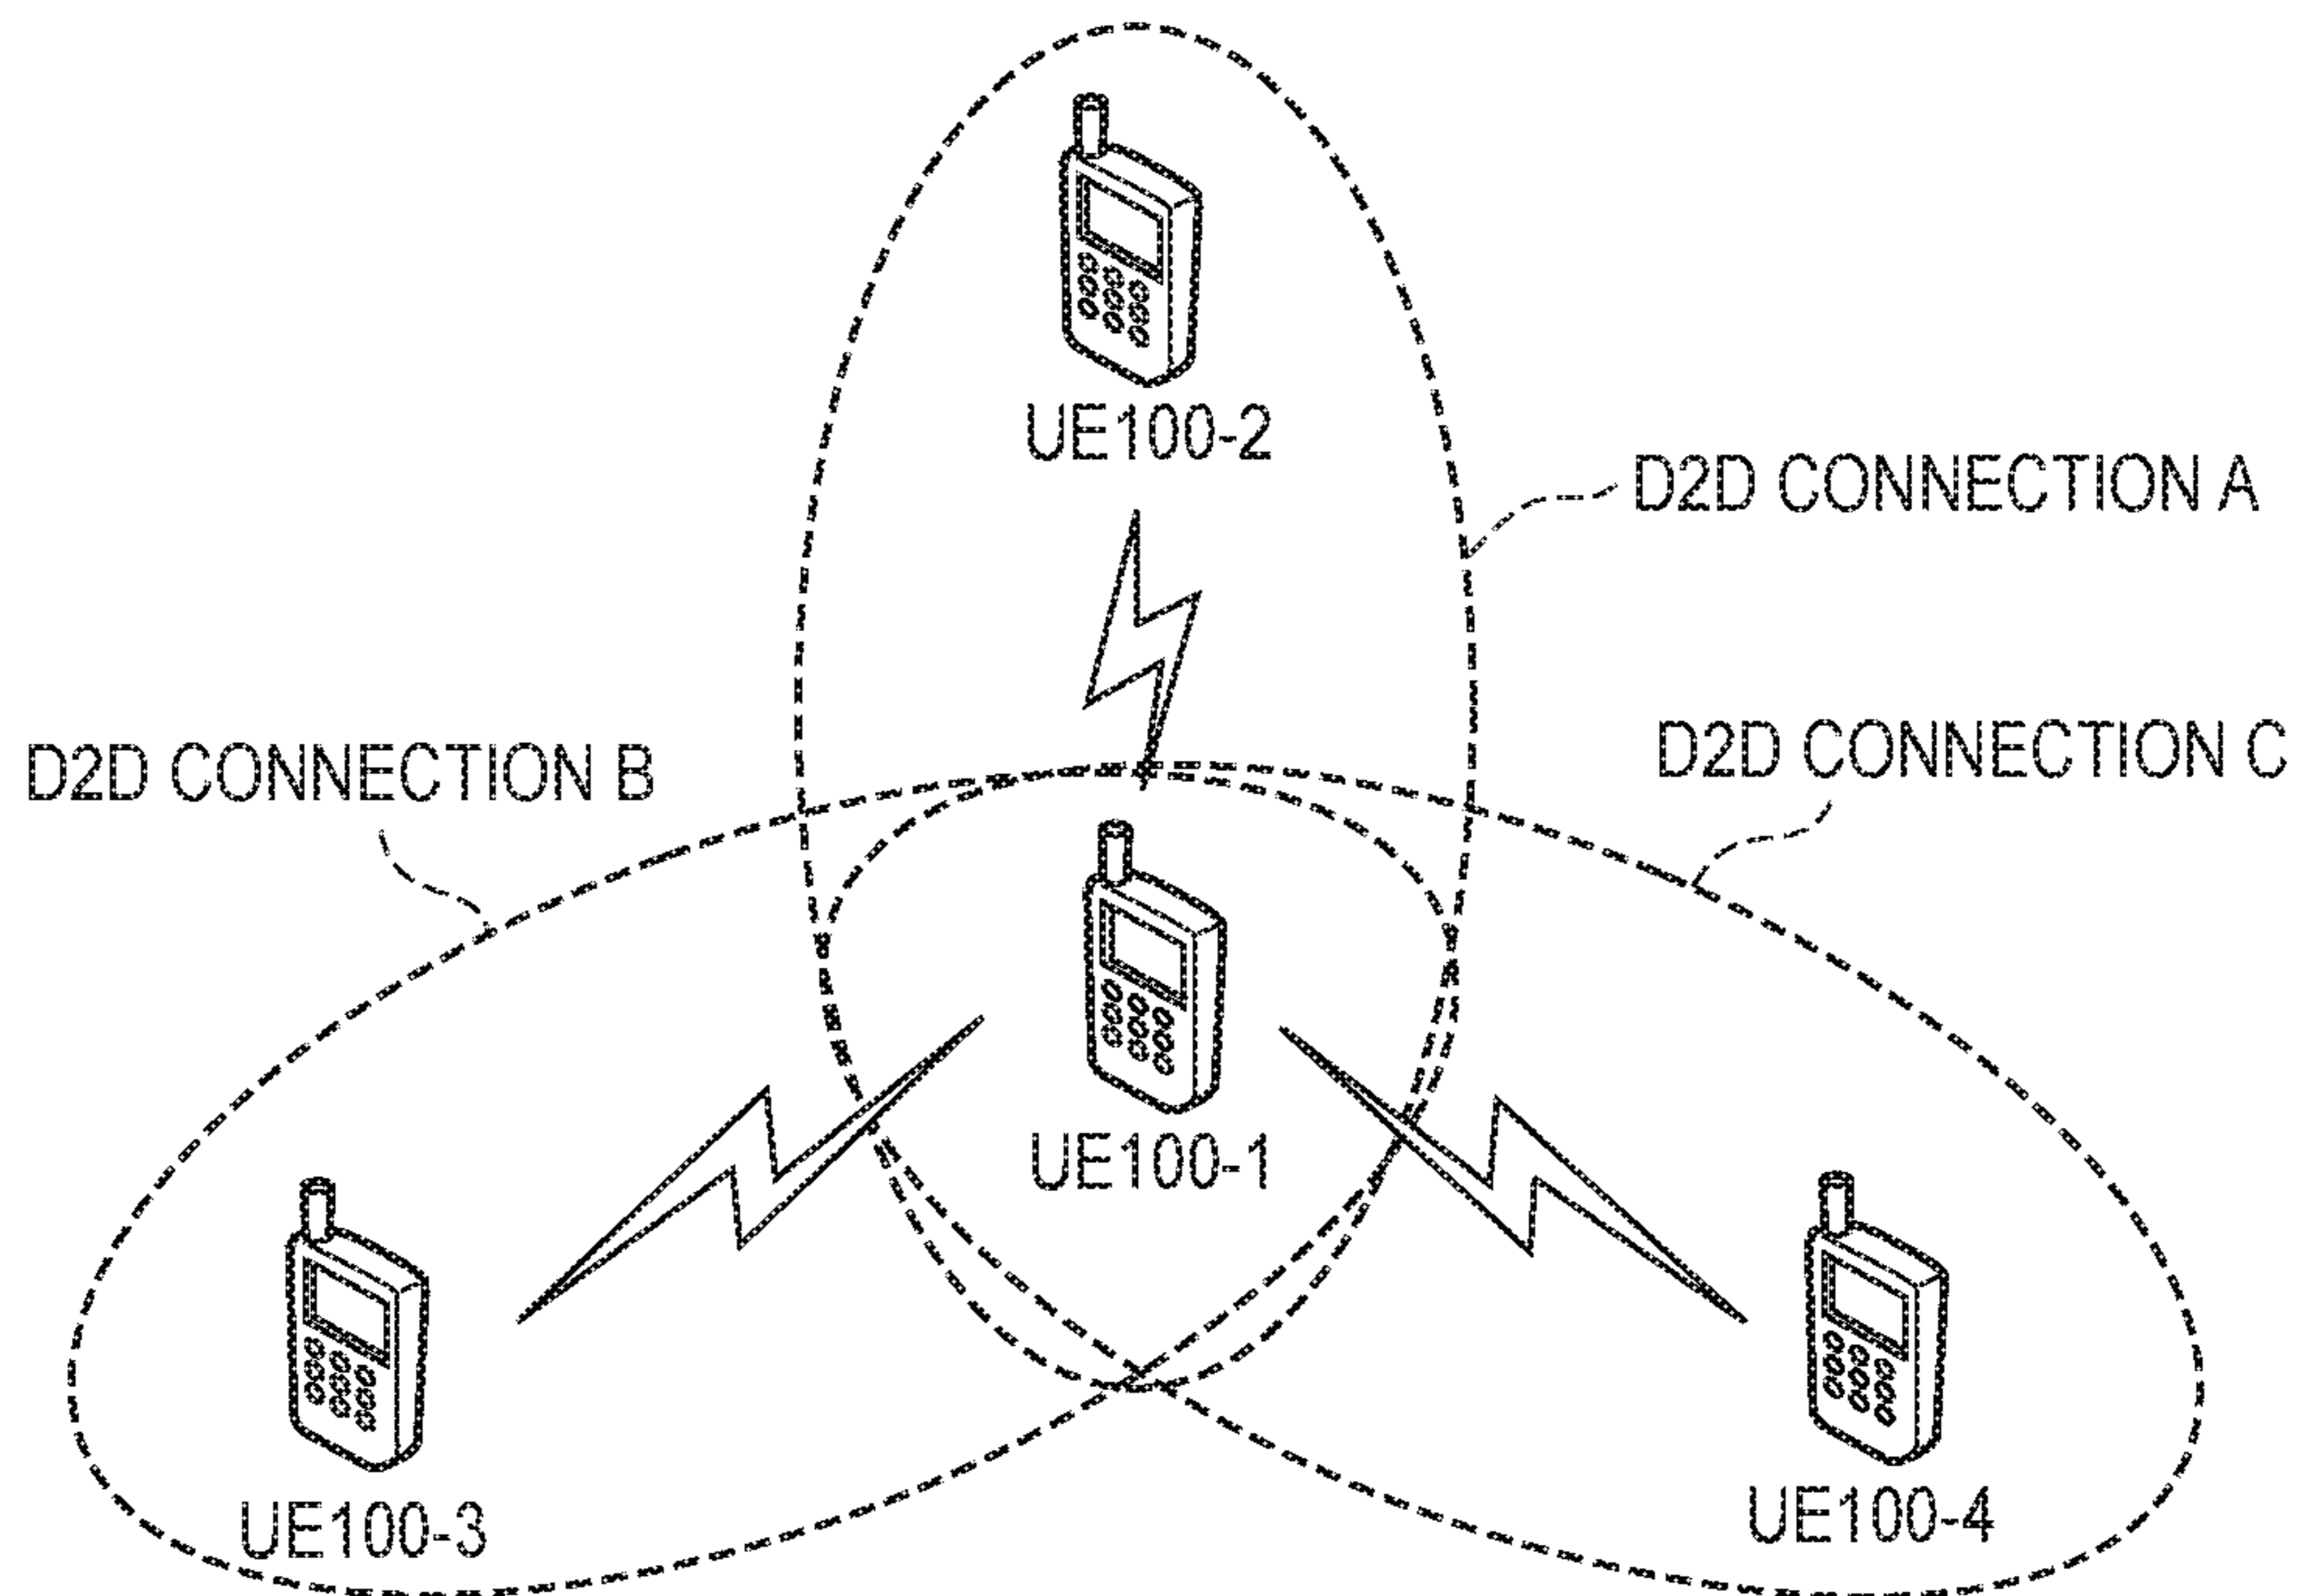 UE100-2
D2D CONNECTION A
D2D CONNECTION B
D2D CONNECTION C
UE100-1
UE100-3
UE100-4